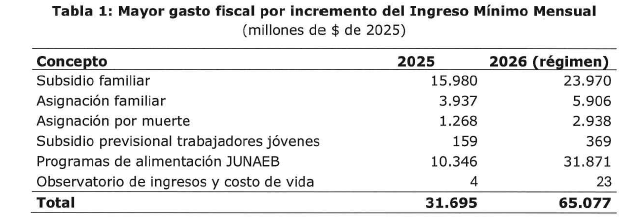 Tabla 1: Mayor gasto fiscal por incremento del Ingreso Mínimo Mensual
(millones de $ de 2025)
Concepto 2025 2026 (régimen)
Subsidio familiar 15.980 23.970
Asignación familiar 3.937 5.906
Asignación por muerte 1.268 2.938
Subsidio previsional trabajadores jóvenes 159 369
Programas de alimentación JUNAEB 10.346 31.871
Observatorio de ingresos y costo de vida 4 23
Total 31.695 65.077